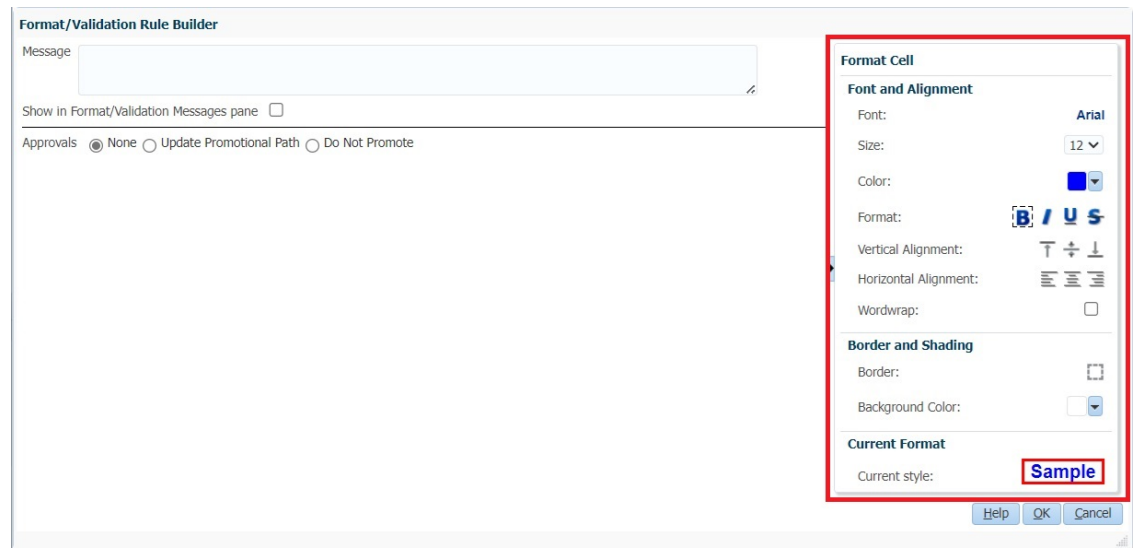 Format/Validation Rule Builder
Message
Show in Format/Validation Messages pane
Approvals None Update Promotional Path Do Not Promote
Format Cell
Font and Alignment
Font: Arial
Size: 12
Color:
Format: B I U S
Vertical Alignment:
Horizontal Alignment:
Wordwrap:
Border and Shading
Border:
Background Color:
Current Format
Current style: Sample
Help OK Cancel